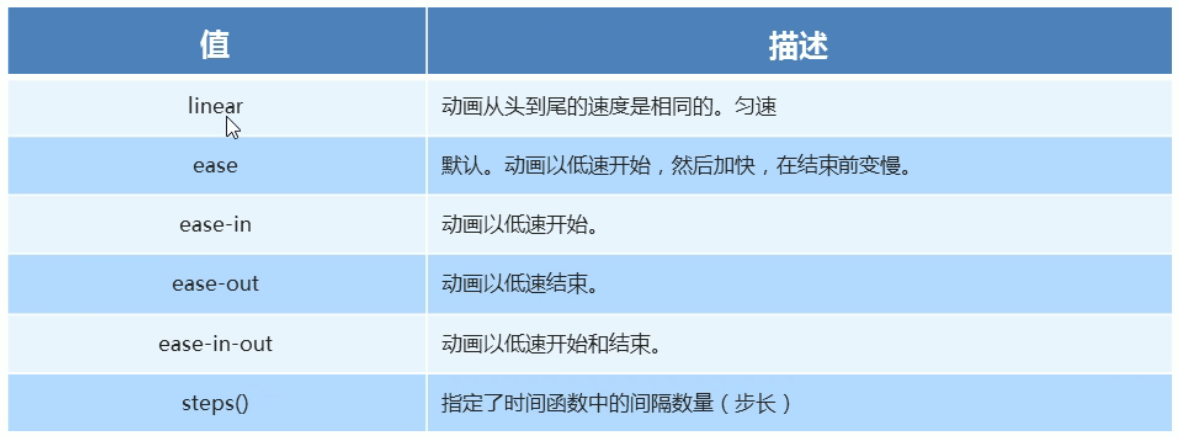 值 描述
linear 动画从头到尾的速度是相同的。匀速
ease 默认。动画以低速开始，然后加快，在结束前变慢。
ease-in 动画以低速开始。
ease-out 动画以低速结束。
ease-in-out 动画以低速开始和结束。
steps() 指定了时间函数中的间隔数量（步长）